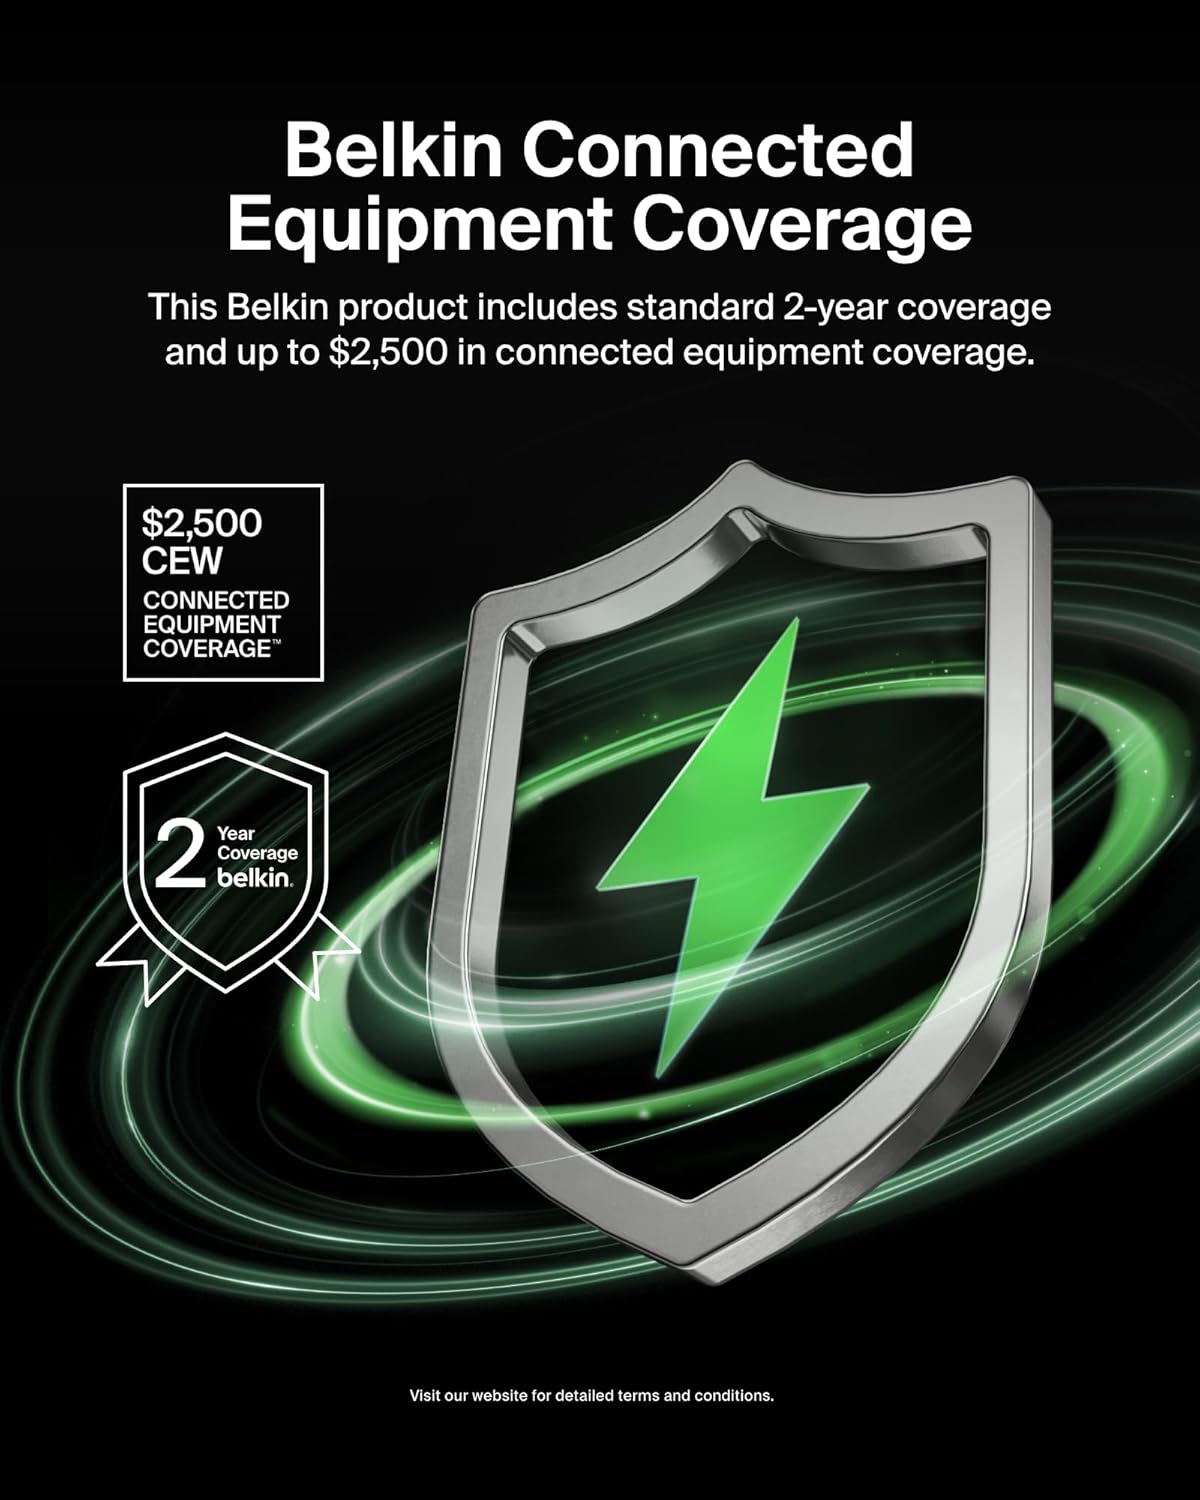 Belkin Connected
Equipment Coverage
This Belkin product includes standard 2-year coverage
and up to $2,500 in connected equipment coverage.
$2,500
CEW
CONNECTED
EQUIPMENT
COVERAGE™
2 Year
Coverage
belkin.
Visit our website for detailed terms and conditions.